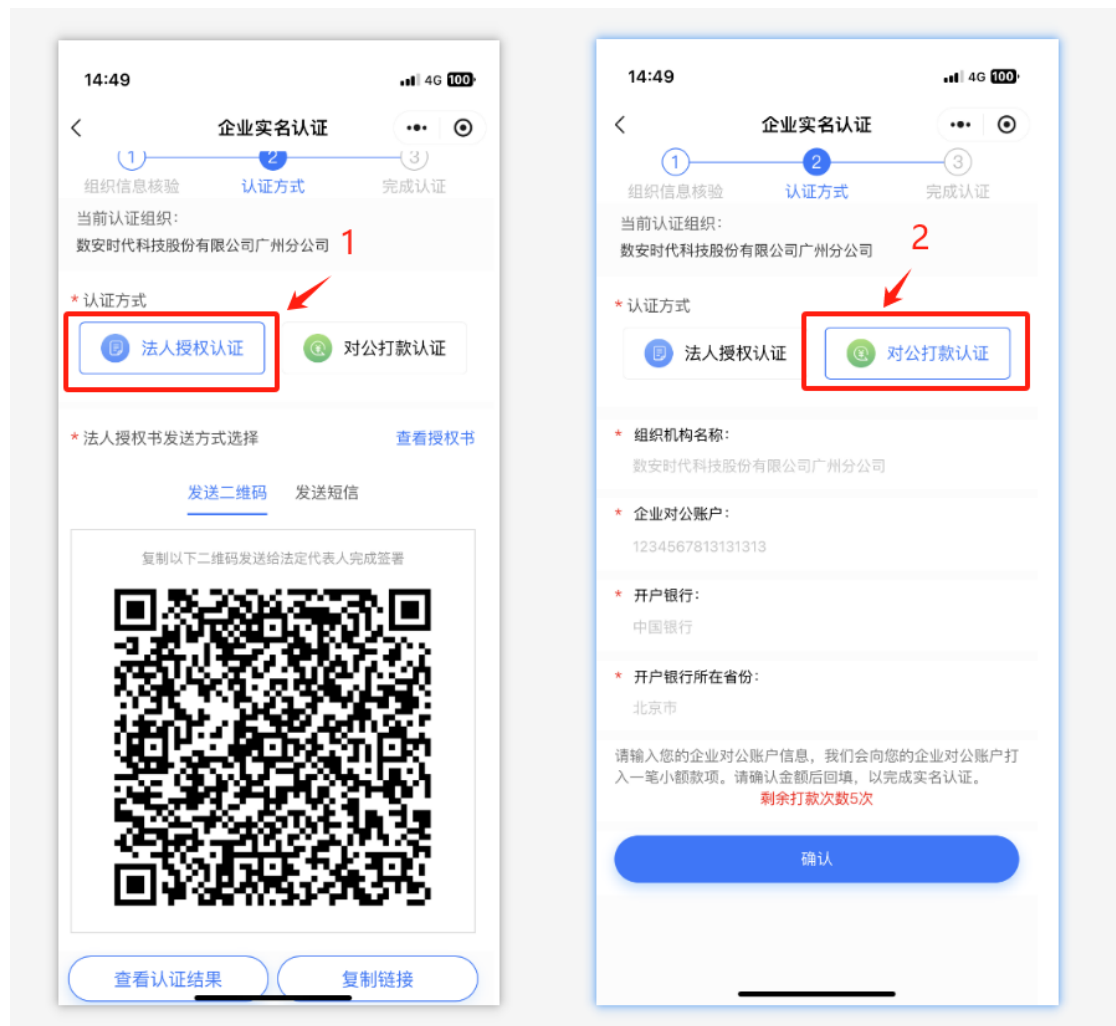 14:49
4G 100
企业实名认证
1 2 3
组织信息核验 认证方式 完成认证
当前认证组织：
数安时代科技股份有限公司广州分公司
1
* 认证方式
法人授权认证 对公打款认证
* 法人授权书发送方式选择 查看授权书
发送二维码 发送短信
复制以下二维码发送给法定代表人完成签署
查看认证结果 复制链接
14:49
4G 100
企业实名认证
1 2 3
组织信息核验 认证方式 完成认证
当前认证组织：
数安时代科技股份有限公司广州分公司
2
* 认证方式
法人授权认证 对公打款认证
* 组织机构名称：
数安时代科技股份有限公司广州分公司
* 企业对公账户：
1234567813131313
* 开户银行：
中国银行
* 开户银行所在省份：
北京市
请输入您的企业对公账户信息，我们会向您的企业对公账户打
入一笔小额款项。请确认金额后回填，以完成实名认证。
剩余打款次数5次
确认